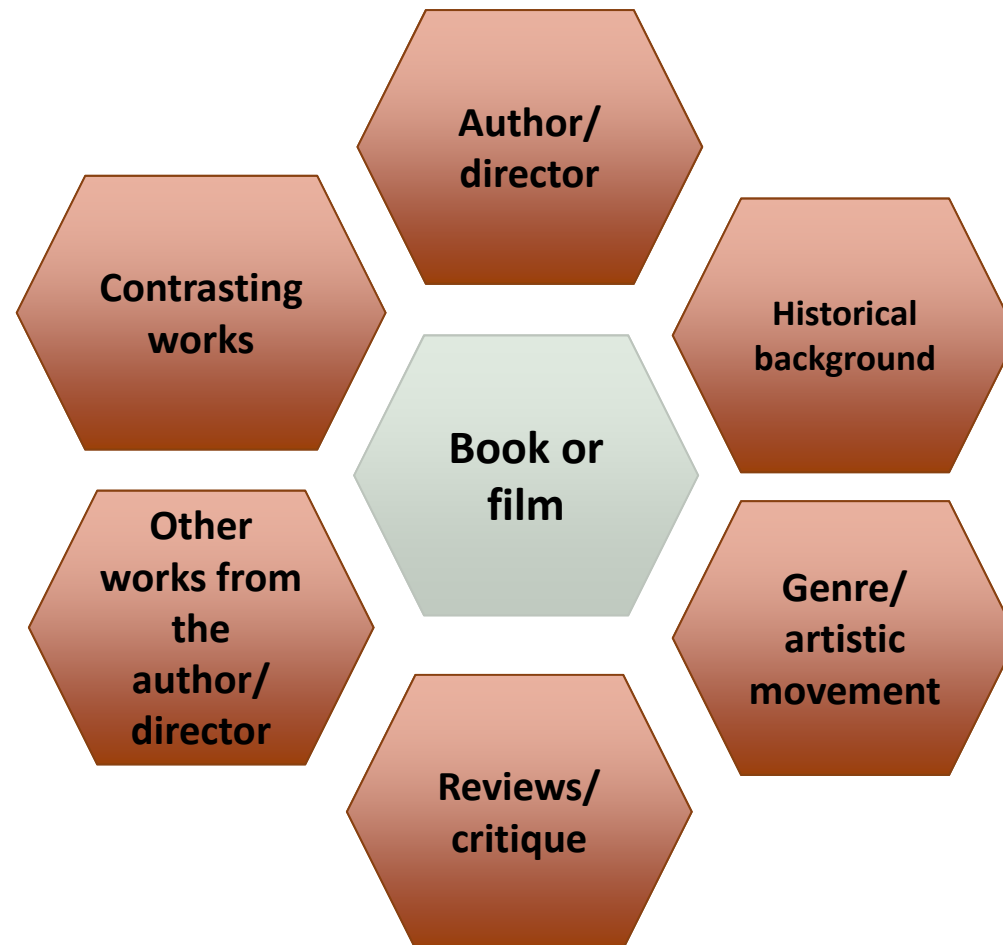 Author/
director
Contrasting
works
Historical
background
Book or
film
Other
works from
the
author/
director
Genre/
artistic
movement
Reviews/
critique